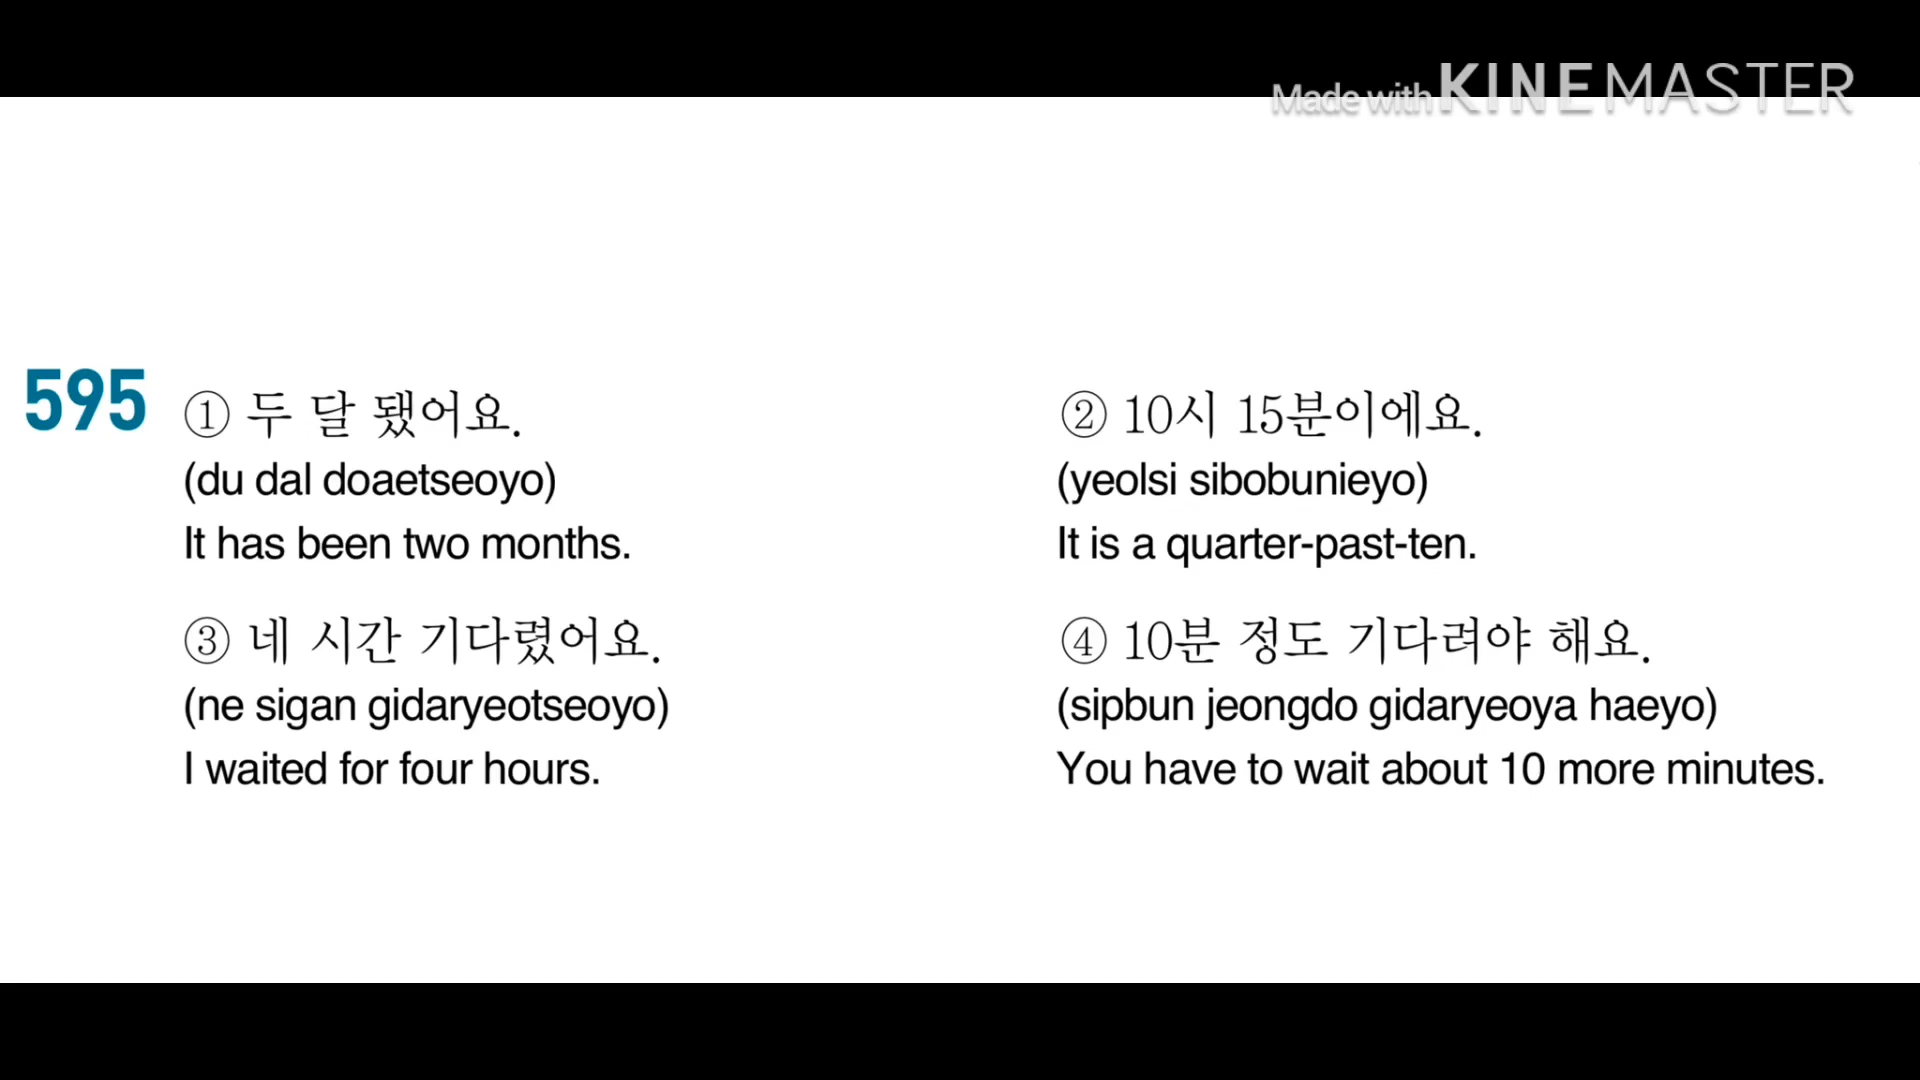 Made with KINEMASTER
595
① 두 달 됐어요.
(du dal doaetseoyo)
It has been two months.
② 10시 15분이에요.
(yeolsi sibobunieyo)
It is a quarter-past-ten.
③ 네 시간 기다렸어요.
(ne sigan gidaryeotseoyo)
I waited for four hours.
④ 10분 정도 기다려야 해요.
(sipbun jeongdo gidaryeoya haeyo)
You have to wait about 10 more minutes.